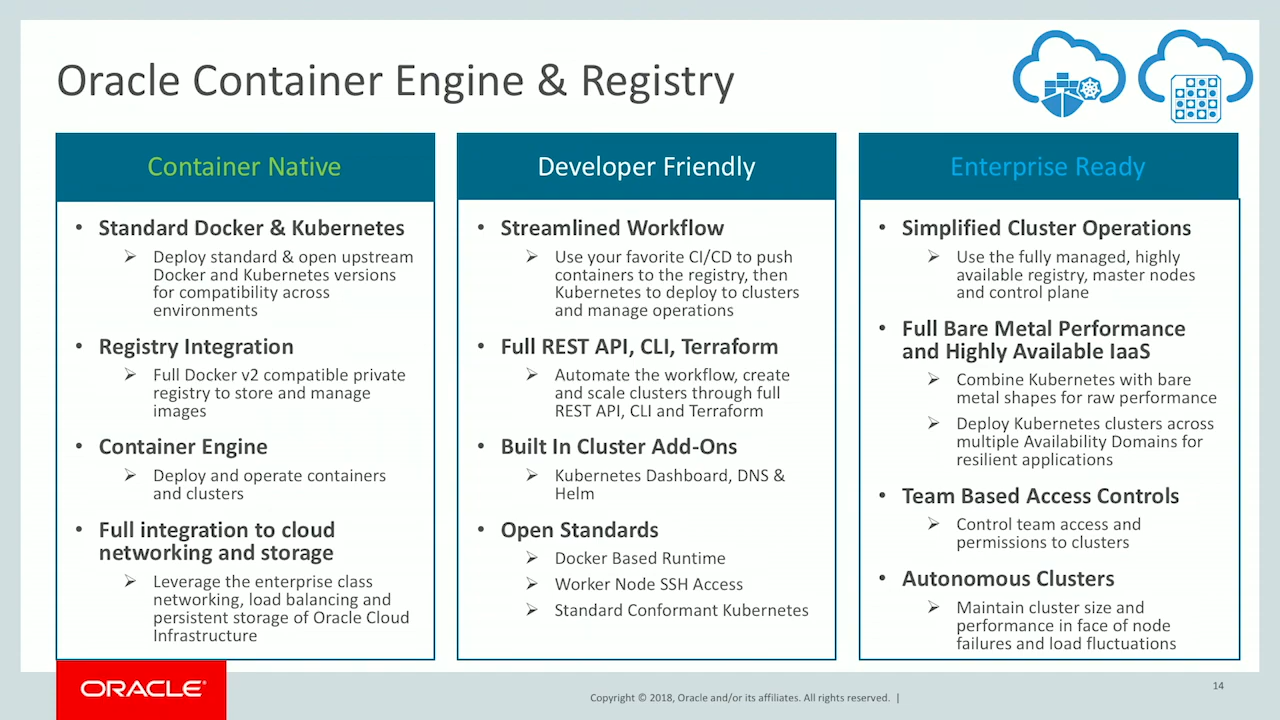 Oracle Container Engine & Registry
Container Native
• Standard Docker & Kubernetes
➢ Deploy standard & open upstream
Docker and Kubernetes versions
for compatibility across
environments
• Registry Integration
➢ Full Docker v2 compatible private
registry to store and manage
images
• Container Engine
➢ Deploy and operate containers
and clusters
• Full integration to cloud
networking and storage
➢ Leverage the enterprise class
networking, load balancing and
persistent storage of Oracle Cloud
Infrastructure
Developer Friendly
• Streamlined Workflow
➢ Use your favorite CI/CD to push
containers to the registry, then
Kubernetes to deploy to clusters
and manage operations
• Full REST API, CLI, Terraform
➢ Automate the workflow, create
and scale clusters through full
REST API, CLI and Terraform
• Built In Cluster Add-Ons
➢ Kubernetes Dashboard, DNS &
Helm
• Open Standards
➢ Docker Based Runtime
➢ Worker Node SSH Access
➢ Standard Conformant Kubernetes
Enterprise Ready
• Simplified Cluster Operations
➢ Use the fully managed, highly
available registry, master nodes
and control plane
• Full Bare Metal Performance
and Highly Available IaaS
➢ Combine Kubernetes with bare
metal shapes for raw performance
➢ Deploy Kubernetes clusters across
multiple Availability Domains for
resilient applications
• Team Based Access Controls
➢ Control team access and
permissions to clusters
• Autonomous Clusters
➢ Maintain cluster size and
performance in face of node
failures and load fluctuations
ORACLE®
Copyright © 2018, Oracle and/or its affiliates. All rights reserved. |
14